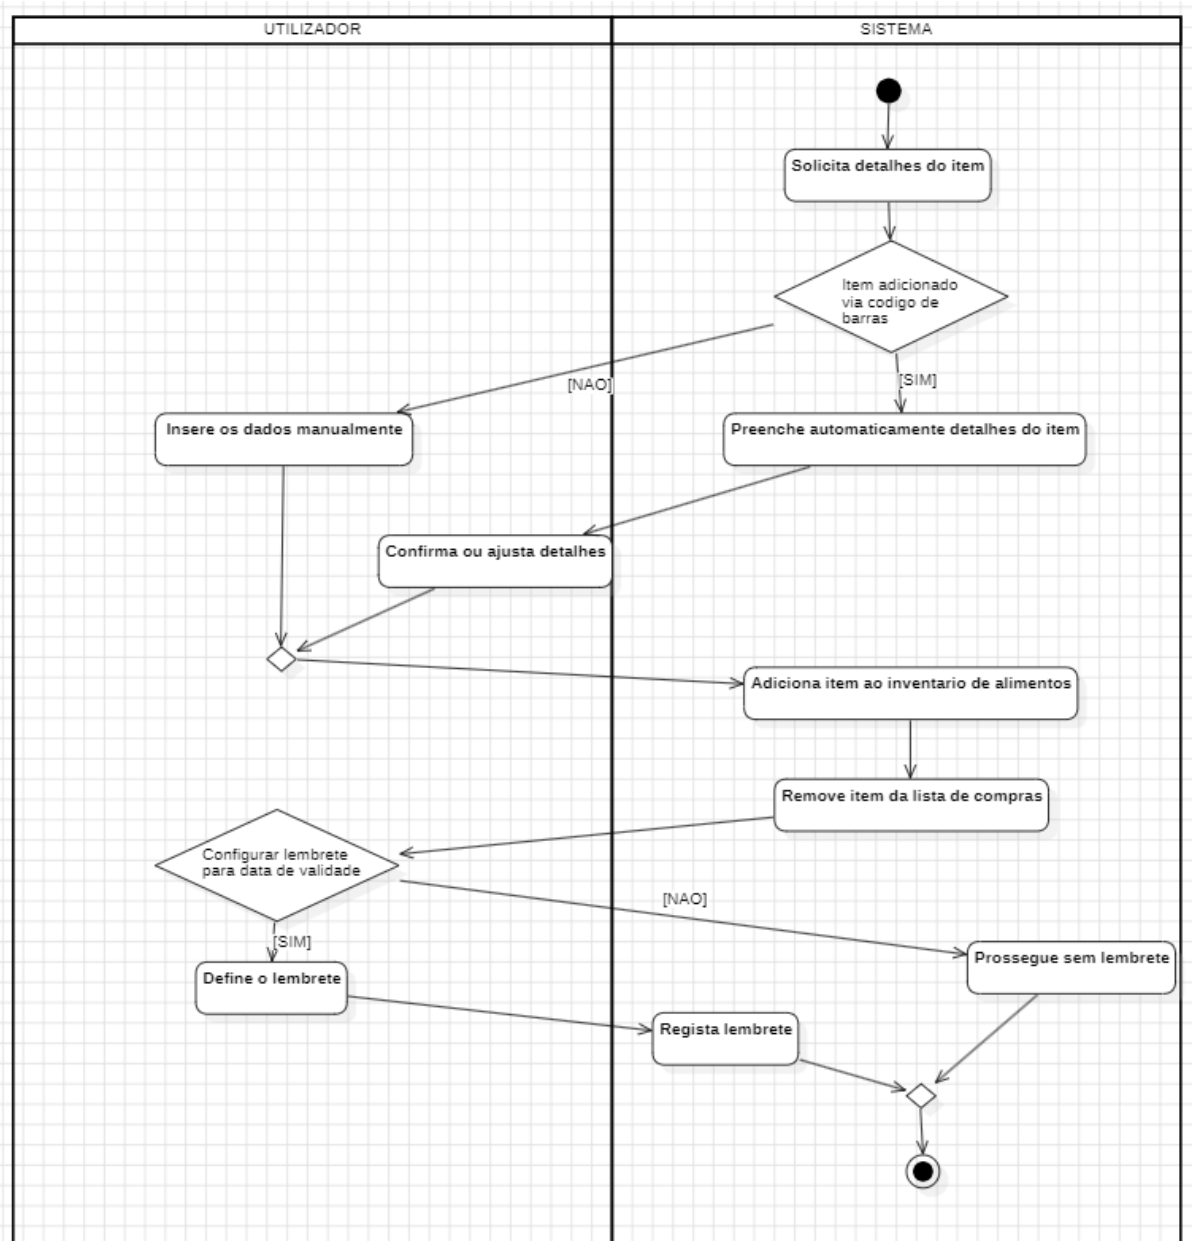 UTILIZADOR
SISTEMA
Solicita detalhes do item
Item adicionado
via codigo de
barras
[NAO]
[SIM]
Insere os dados manualmente
Preenche automaticamente detalhes do item
Confirma ou ajusta detalhes
Adiciona item ao inventario de alimentos
Remove item da lista de compras
Configurar lembrete
para data de validade
[NAO]
[SIM]
Prossegue sem lembrete
Define o lembrete
Regista lembrete